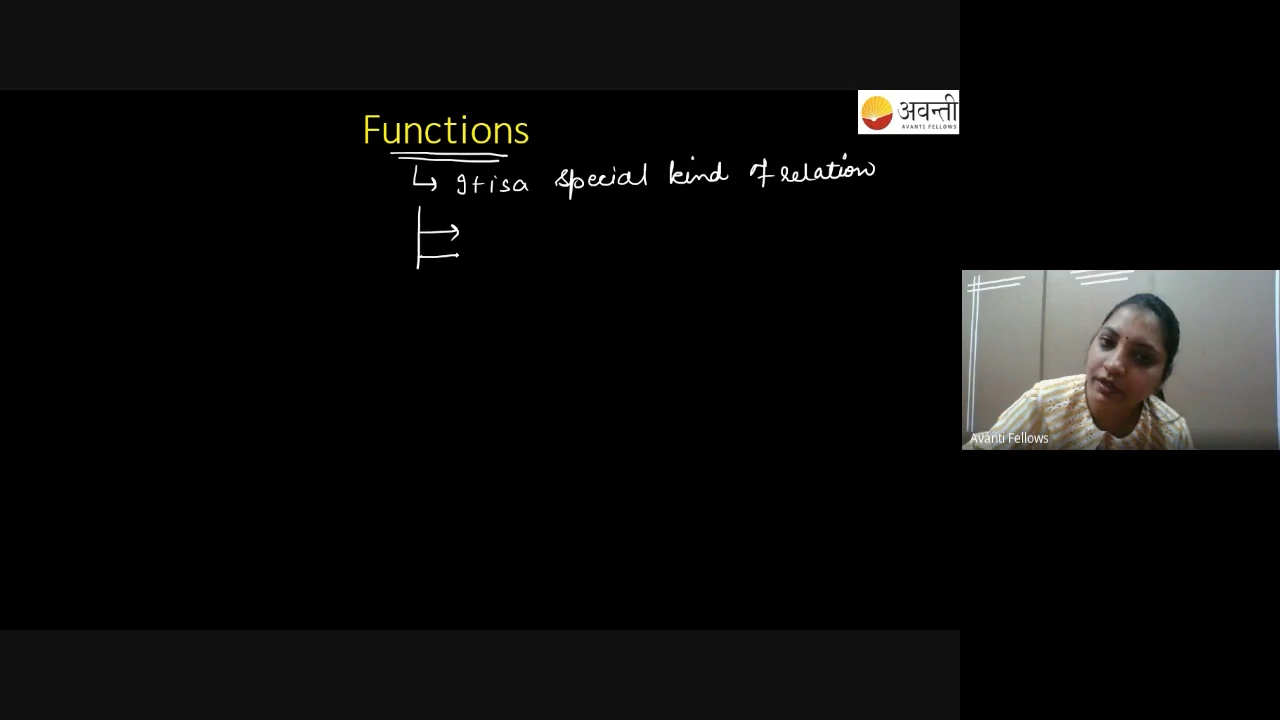 Functions
It is a special kind of relation
अवन्ती
AVANTI FELLOWS
Avanti Fellows